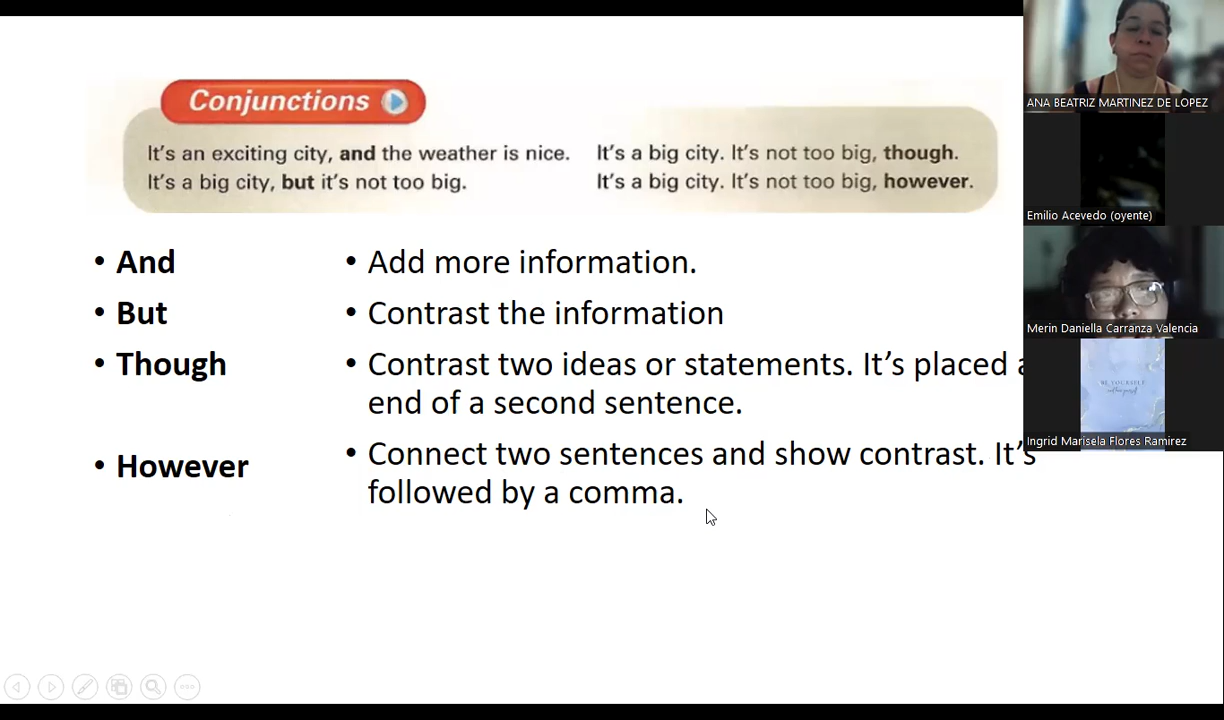 Conjunctions
It's an exciting city, and the weather is nice.
It's a big city, but it's not too big.
It's a big city. It's not too big, though.
It's a big city. It's not too big, however.
• And
• Add more information.
• But
• Contrast the information
• Though
• Contrast two ideas or statements. It's placed
end of a second sentence.
• However
• Connect two sentences and show contrast. It's
followed by a comma.
ANA BEATRIZ MARTINEZ DE LOPEZ
Emilio Acevedo (oyente)
Merin Daniella Carranza Valencia
BE YOURSELF
Ingrid Marisela Flores Ramirez